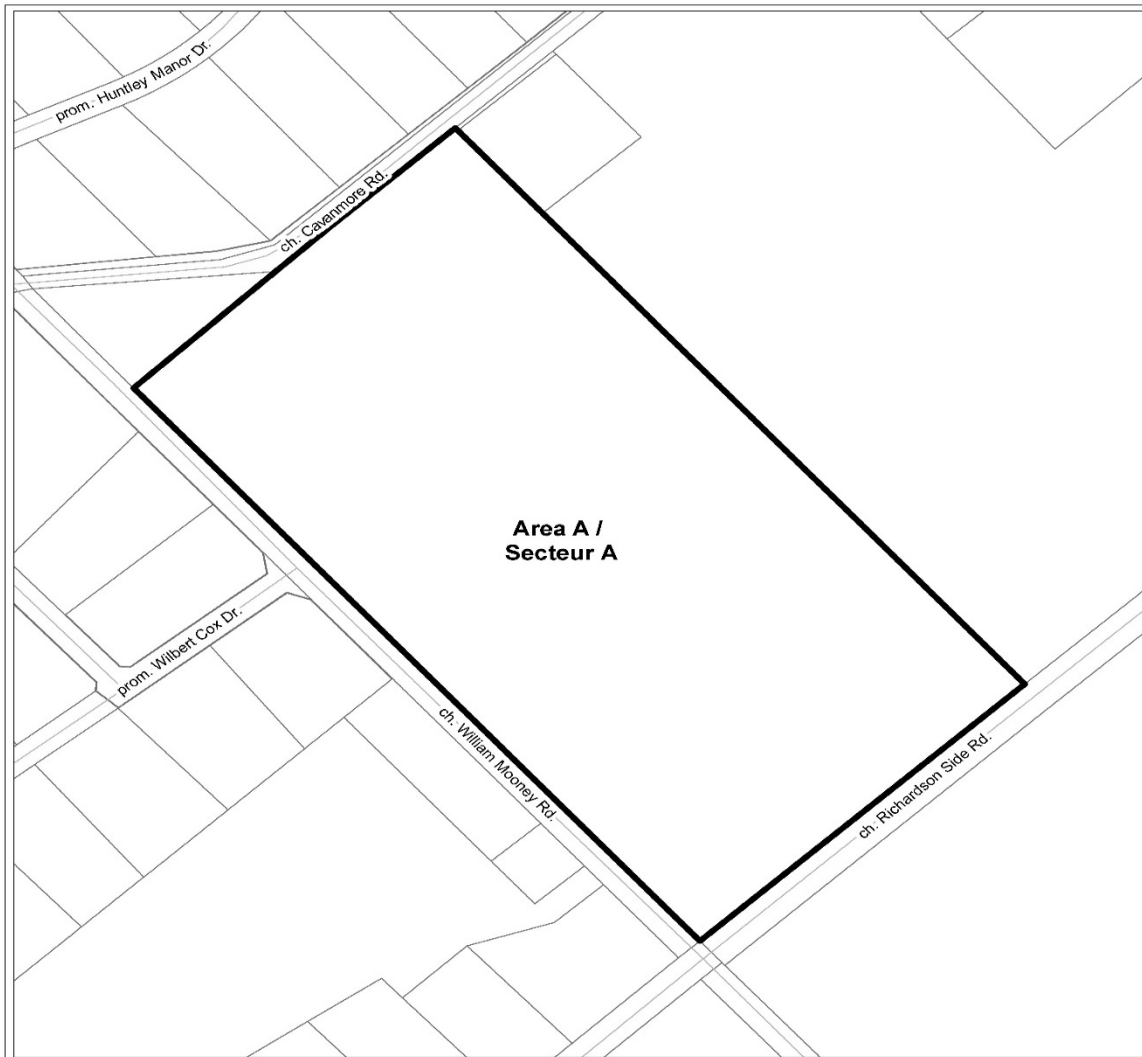 prom. Huntley Manor Dr.
ch. Cavanmore Rd.
Area A /
Secteur A
prom. Wilbert Cox Dr.
ch. William Mooney Rd.
ch. Richardson Side Rd.